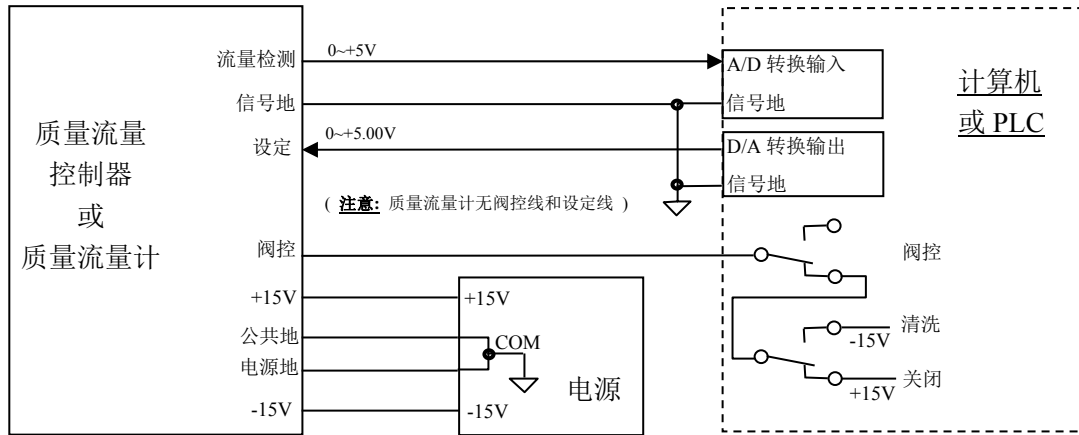 质量流量
控制器
或
质量流量计
流量检测
0~+5V
信号地
设定
0~+5.00V
( 注意: 质量流量计无阀控线和设定线 )
阀控
+15V
公共地
电源地
-15V
+15V
COM
电源
-15V
A/D 转换输入
信号地
D/A 转换输出
信号地
计算机
或 PLC
阀控
清洗
-15V
关闭
+15V